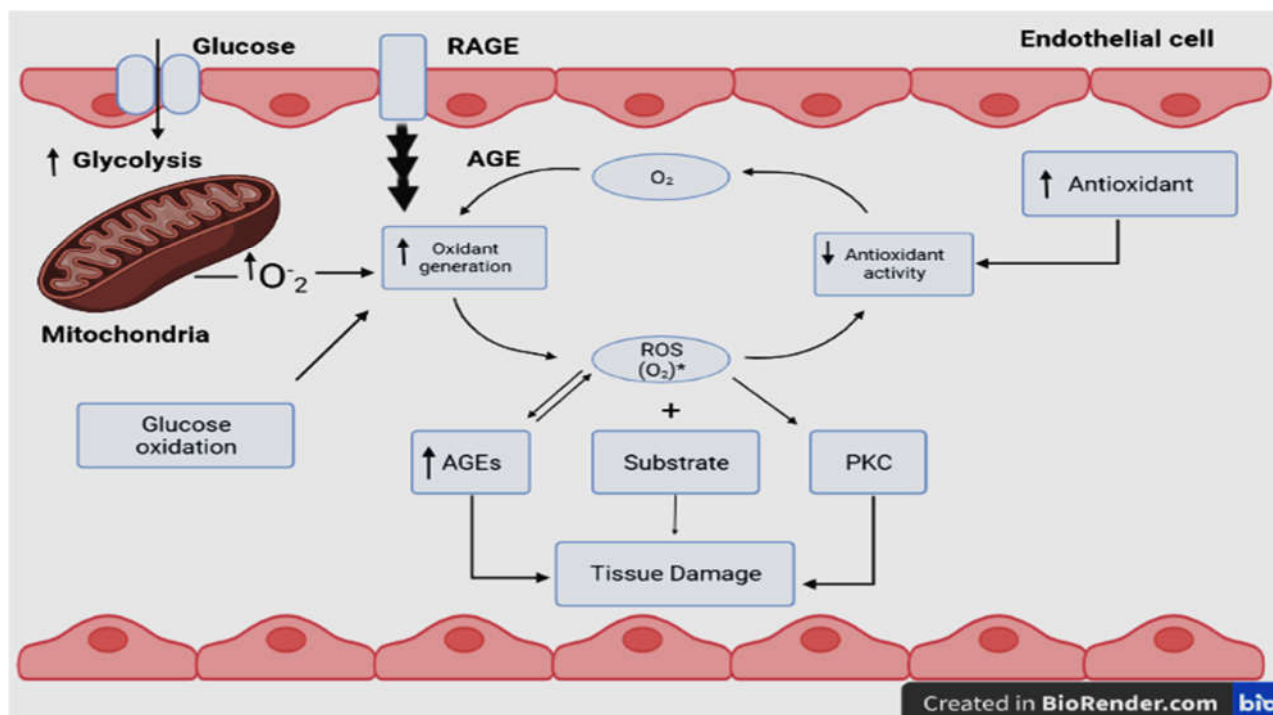 Glucose
RAGE
Endothelial cell
↑ Glycolysis
AGE
O₂
↑ Antioxidant
↑ Oxidant
generation
↓ Antioxidant
activity
↑O⁻₂
Mitochondria
ROS
(O₂)*
+
Glucose
oxidation
↑ AGEs
Substrate
PKC
Tissue Damage
Created in BioRender.com bio